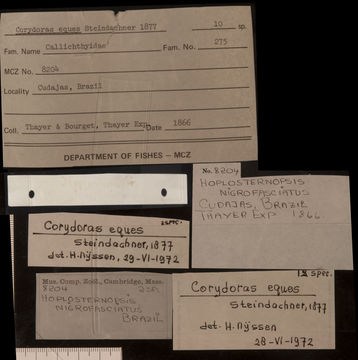 Corydoras eques Steindachner 1877 10 sp.
Fam. Name Callichthyidae Fam. No. 275
MCZ No. 8204
Locality Cudajas, Brazil
Coll. Thayer & Bourget, Thayer Exp. Date 1866
DEPARTMENT OF FISHES - MCZ
No. 8204
HOPLOSTERNOPSIS
NIGROFASCIATUS
CUDAJAS, BRAZIL
THAYER EXP 1866
Corydoras eques
Steindachner, 1877
det. H. Nijssen, 29-VI-1972
Mus. Comp. Zool., Cambridge, Mass.
8204
HOPLOSTERNOPSIS
NIGROFASCIATUS
BRAZIL
spec.
Corydoras eques
Steindachner, 1877
det. H. Nijssen
28-VI-1972